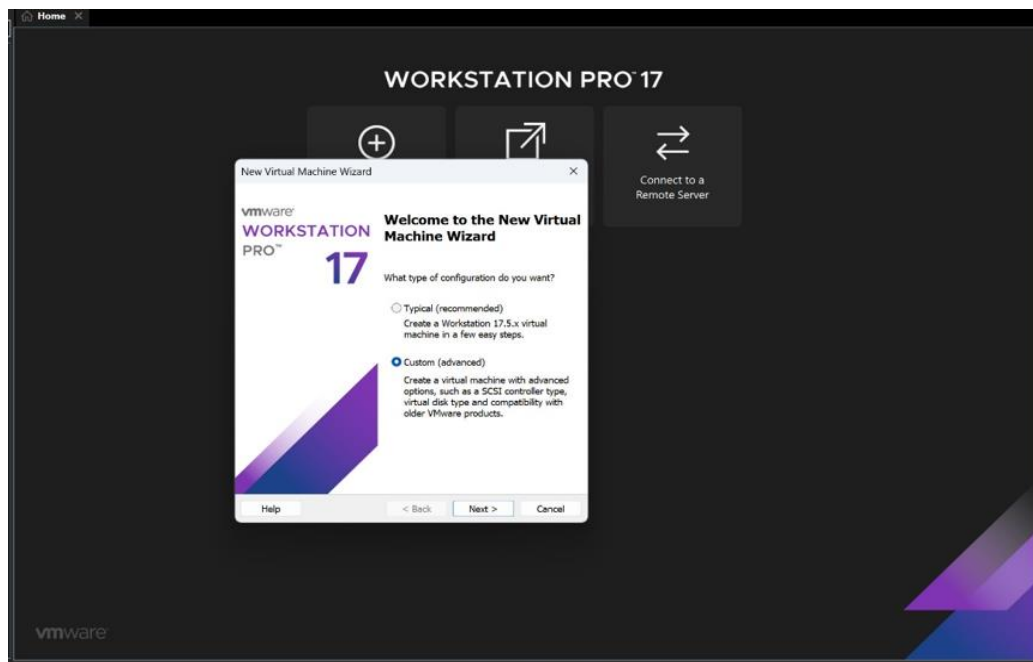 Home
WORKSTATION PRO™ 17
Connect to a
Remote Server
New Virtual Machine Wizard
vmware®
WORKSTATION
PRO™
17
Welcome to the New Virtual
Machine Wizard
What type of configuration do you want?
Typical (recommended)
Create a Workstation 17.5.x virtual
machine in a few easy steps.
Custom (advanced)
Create a virtual machine with advanced
options, such as a SCSI controller type,
virtual disk type and compatibility with
older VMware products.
Help
< Back
Next >
Cancel
vmware®